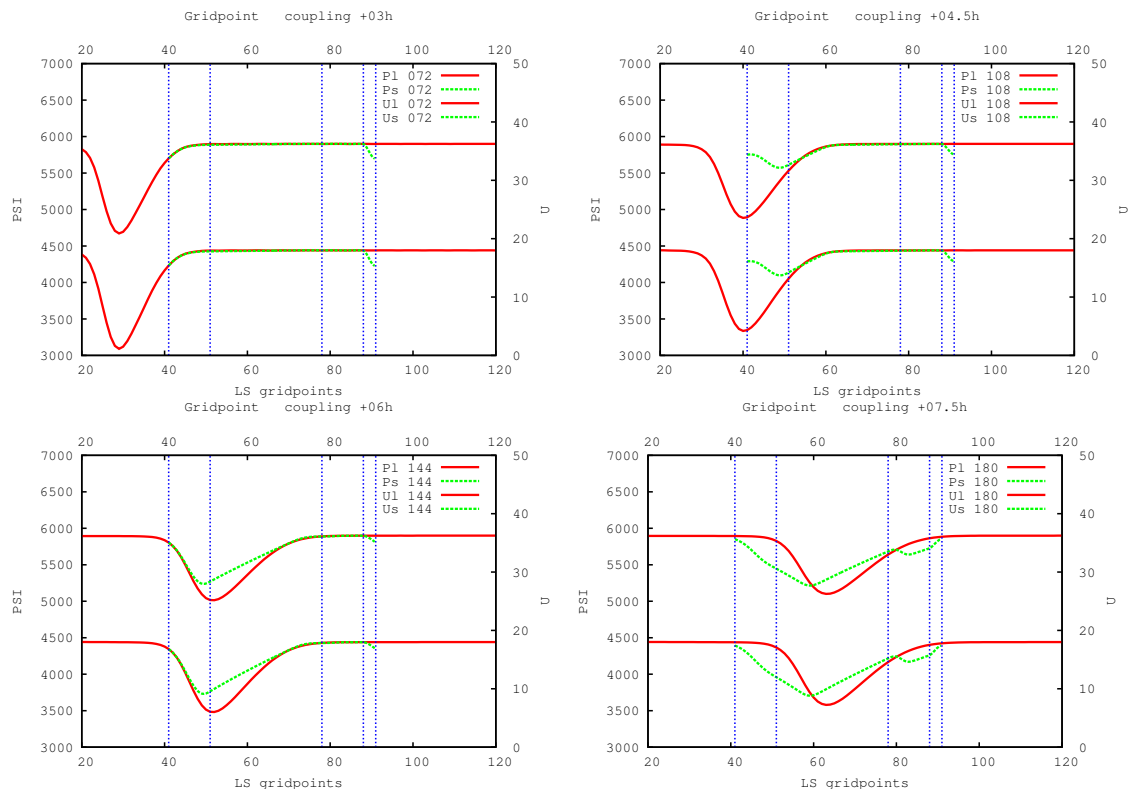 Gridpoint coupling +03h
20 40 60 80 100 120
7000 50
Pl 072
Ps 072
Ul 072
Us 072
6500
6000 40
5500
5000 30
PSI U
4500 20
4000
3500 10
3000 0
20 40 60 80 100 120
LS gridpoints
Gridpoint coupling +04.5h
20 40 60 80 100 120
7000 50
Pl 108
Ps 108
Ul 108
Us 108
6500
6000 40
5500
5000 30
PSI U
4500 20
4000
3500 10
3000 0
20 40 60 80 100 120
LS gridpoints
Gridpoint coupling +06h
20 40 60 80 100 120
7000 50
Pl 144
Ps 144
Ul 144
Us 144
6500
6000 40
5500
5000 30
PSI U
4500 20
4000
3500 10
3000 0
20 40 60 80 100 120
LS gridpoints
Gridpoint coupling +07.5h
20 40 60 80 100 120
7000 50
Pl 180
Ps 180
Ul 180
Us 180
6500
6000 40
5500
5000 30
PSI U
4500 20
4000
3500 10
3000 0
20 40 60 80 100 120
LS gridpoints